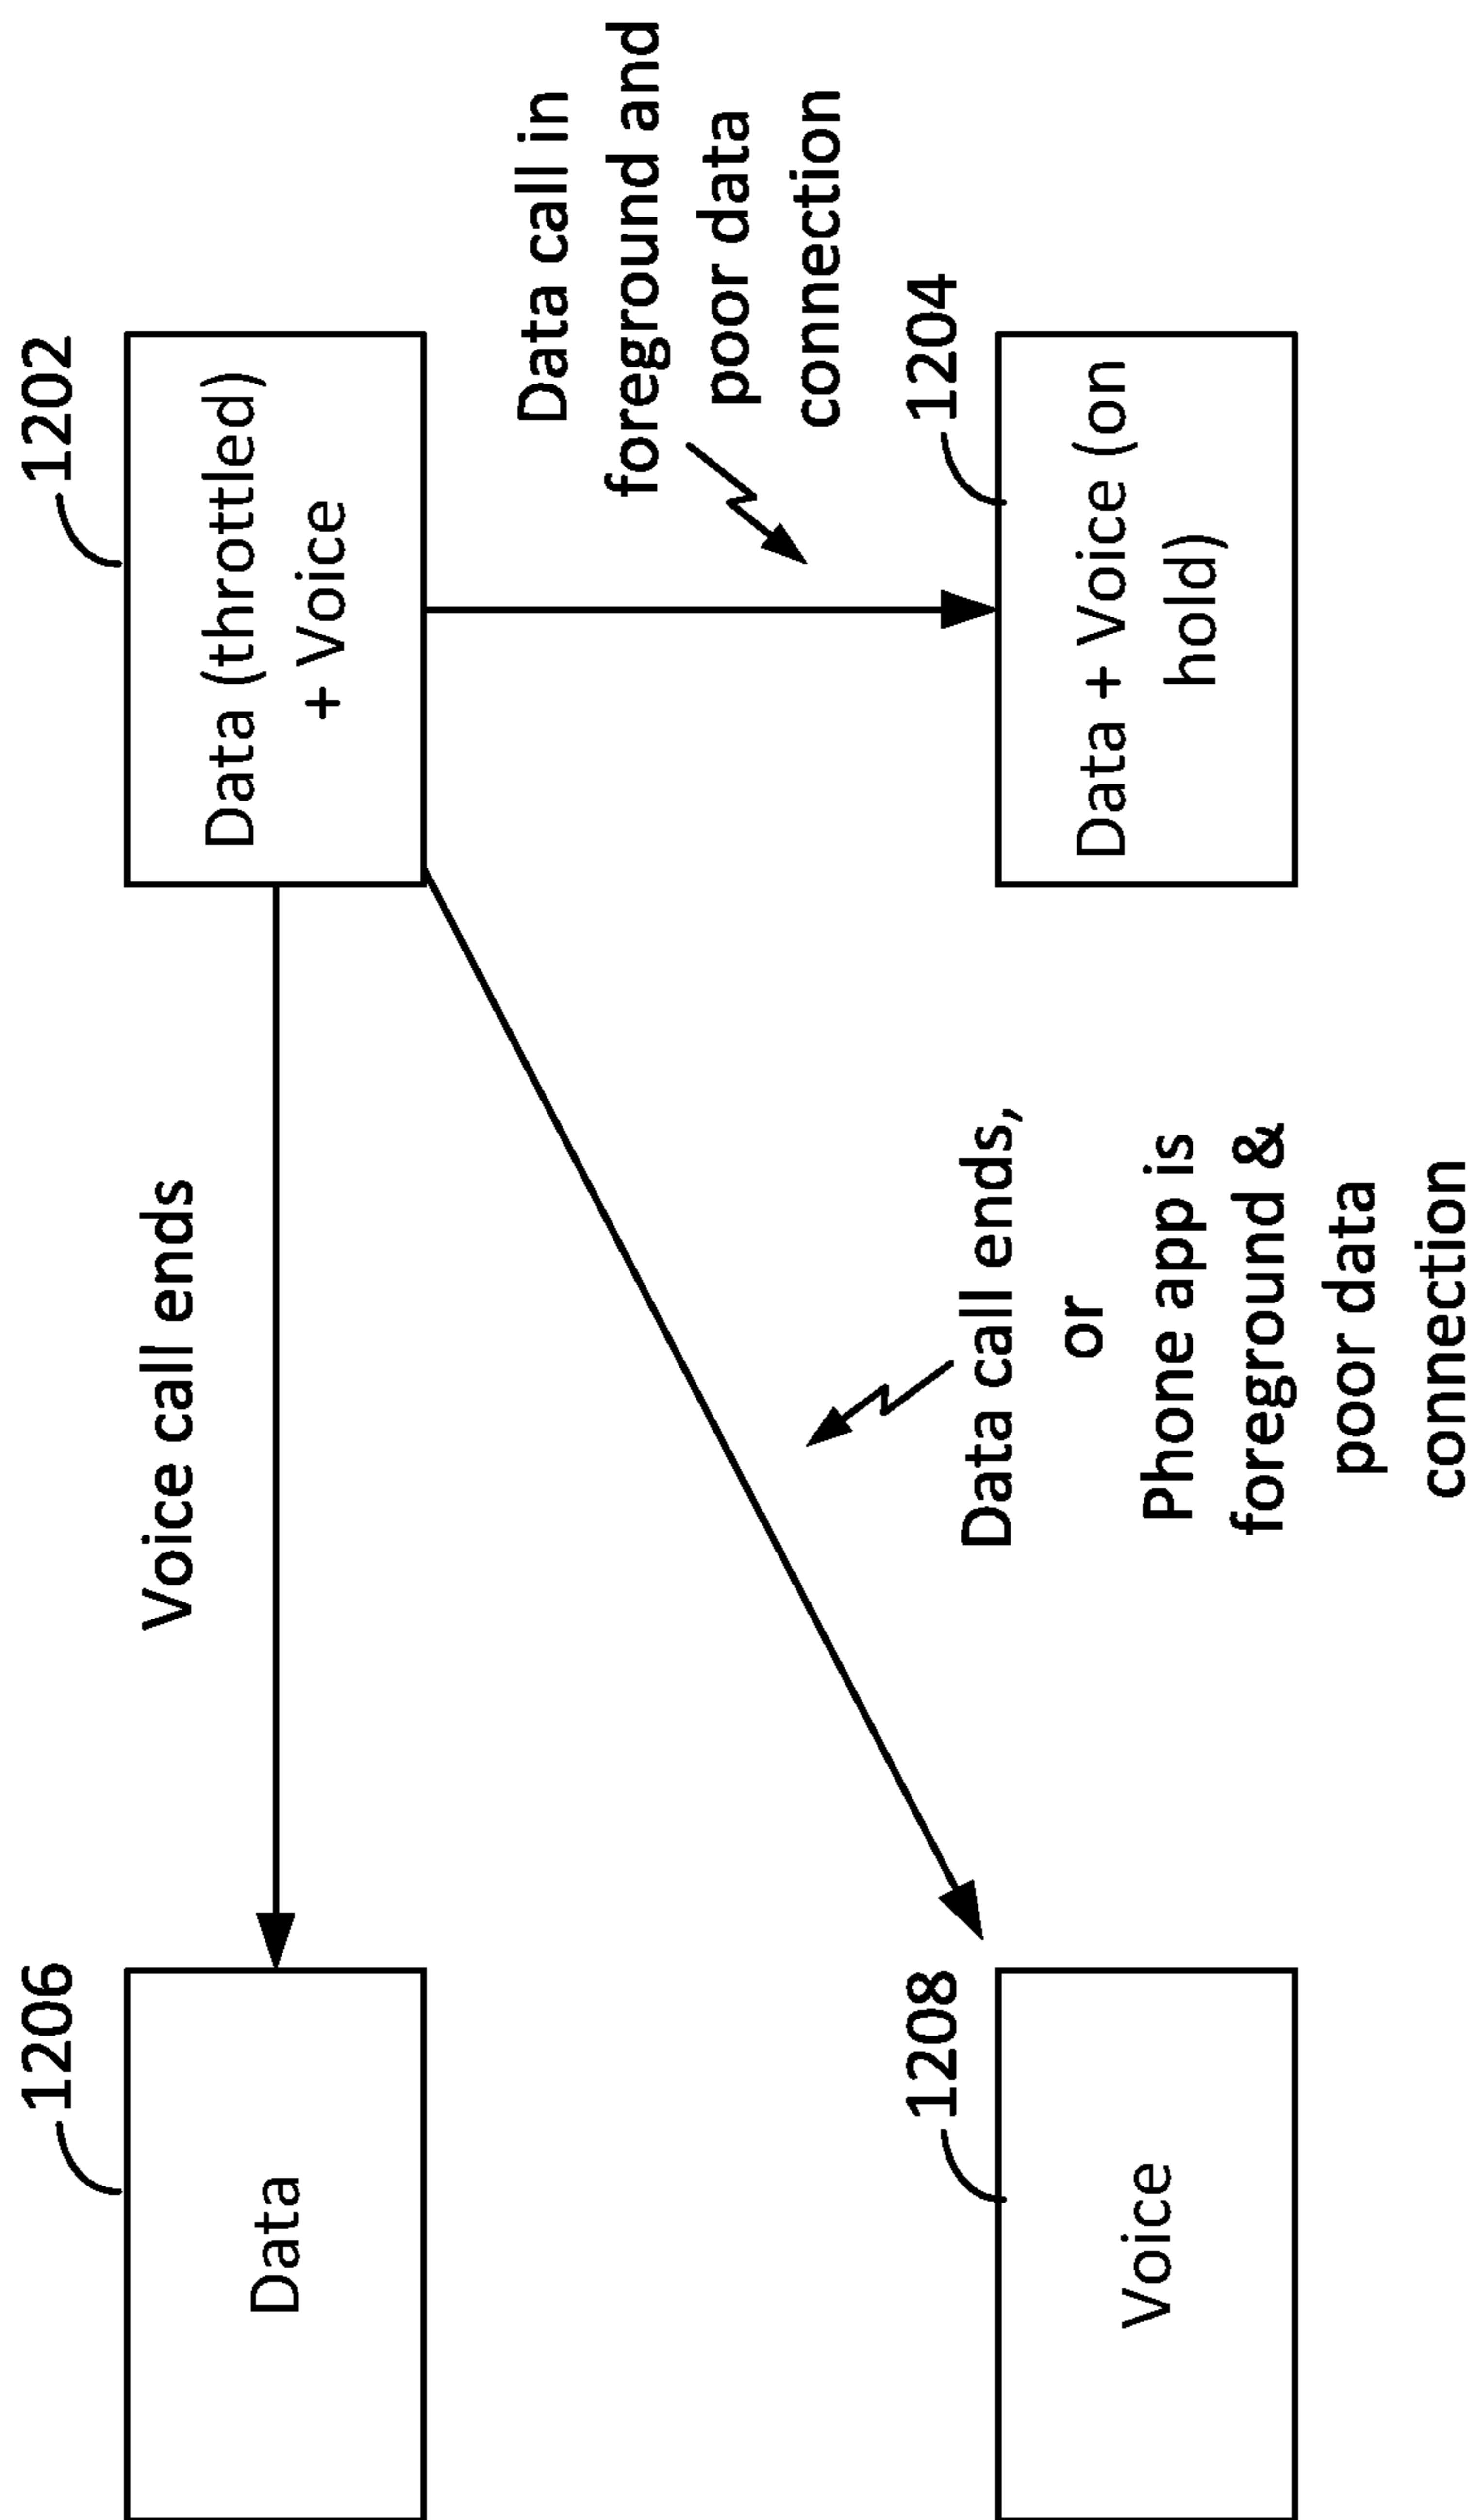 1206
Data
Voice call ends
1202
Data (throttled)
+ Voice
Data call in
foreground and
poor data
connection
1208
Voice
Data call ends,
or
Phone app is
foreground &
poor data
connection
1204
Data + Voice (on
hold)